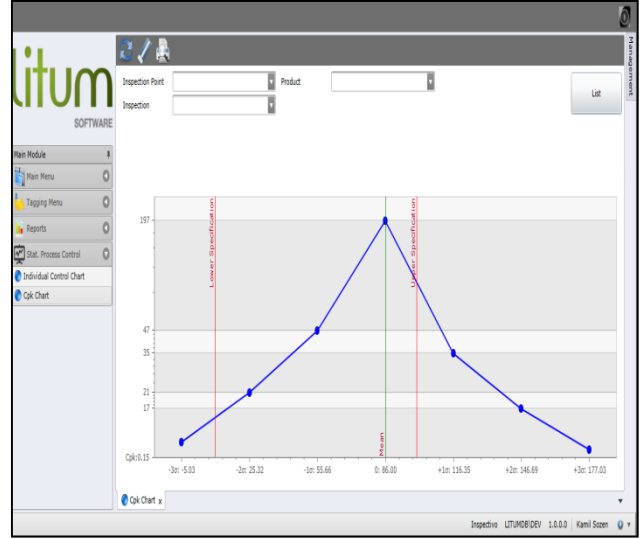 litum
SOFTWARE
Management
Inspection Point
Product
List
Inspection
Main Module
Main Menu
Tagging Menu
Reports
Stat. Process Control
Individual Control Chart
Cpk Chart
Lower Specification
Upper Specification
Mean
197
47
35
21
17
Cpk:0.15
-3σ: -5.03
-2σ: 25.32
-1σ: 55.66
0: 86.00
+1σ: 116.35
+2σ: 146.69
+3σ: 177.03
Cpk Chart x
Inspectivo LITUMDB\DEV 1.0.0.0 Kamil Sozen